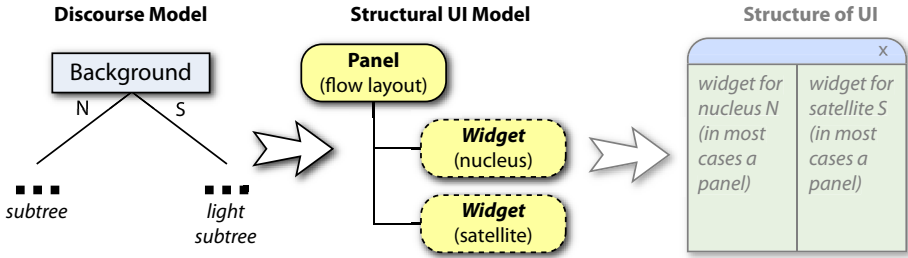 Discourse Model
Background
N
S
subtree
light
subtree
Structural UI Model
Panel
(flow layout)
Widget
(nucleus)
Widget
(satellite)
Structure of UI
x
widget for
nucleus N
(in most
cases a
panel)
widget for
satellite S
(in most
cases a
panel)